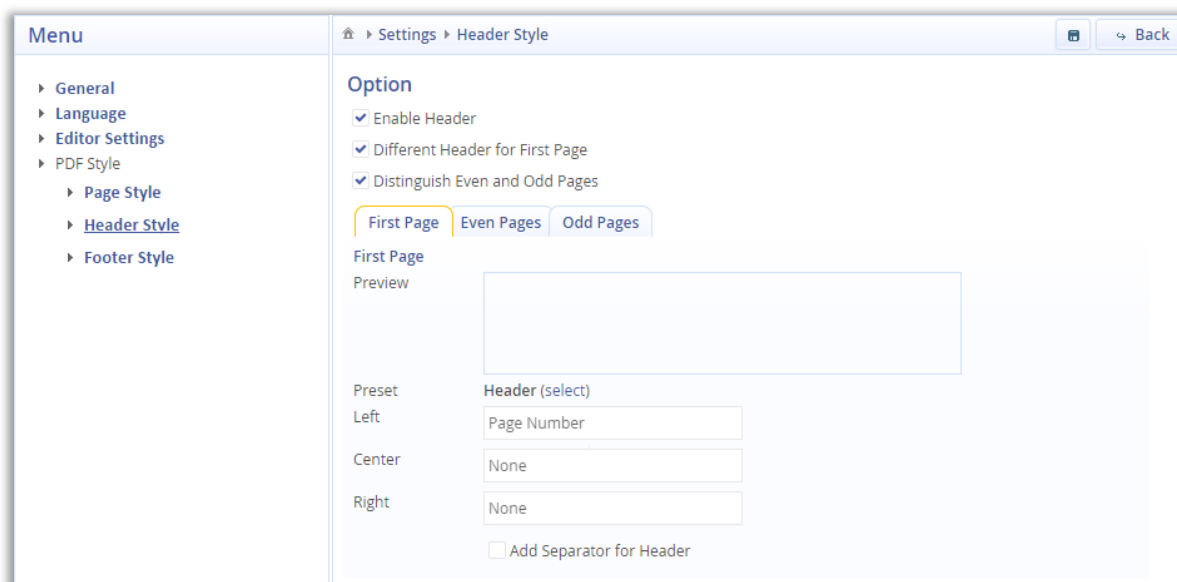 Menu
Settings Header Style
Back
General
Language
Editor Settings
PDF Style
Page Style
Header Style
Footer Style
Option
Enable Header
Different Header for First Page
Distinguish Even and Odd Pages
First Page Even Pages Odd Pages
First Page
Preview
Preset Header (select)
Left Page Number
Center None
Right None
Add Separator for Header